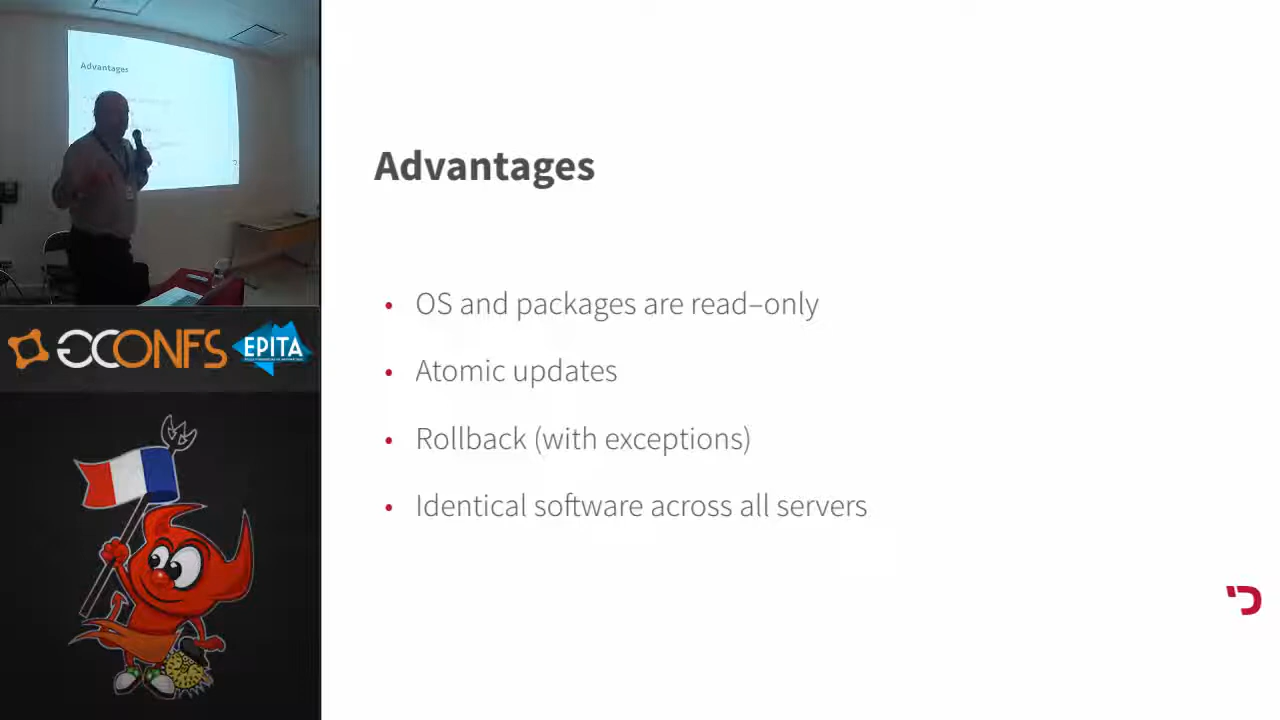 Advantages
GCONFS
EPITA
Advantages
• OS and packages are read–only
• Atomic updates
• Rollback (with exceptions)
• Identical software across all servers